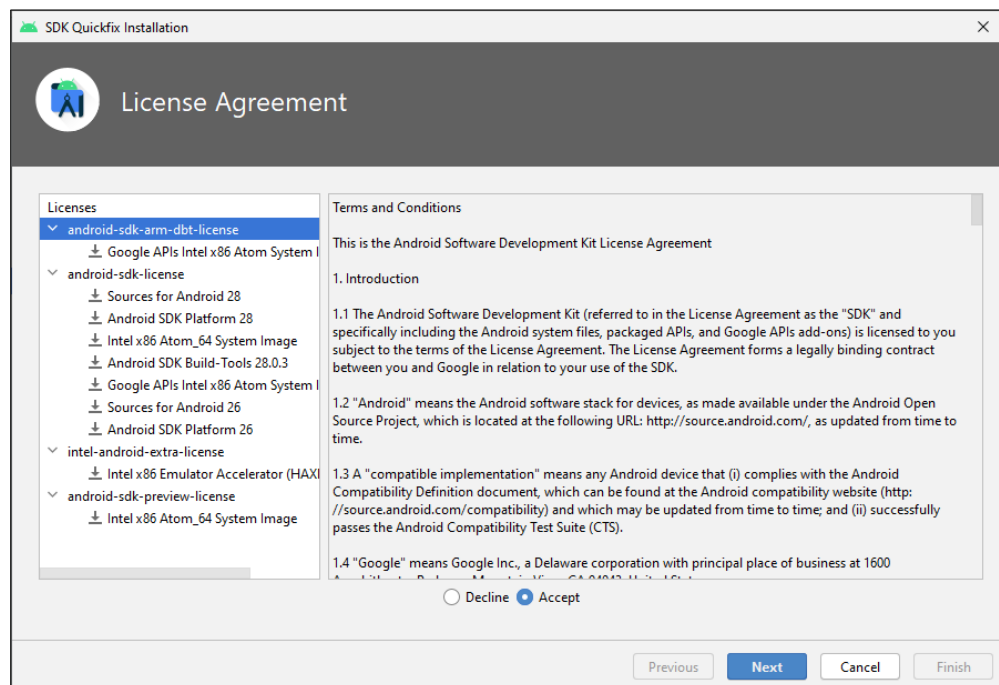 SDK Quickfix Installation
License Agreement
Licenses
android-sdk-arm-dbt-license
Google APIs Intel x86 Atom System I
android-sdk-license
Sources for Android 28
Android SDK Platform 28
Intel x86 Atom_64 System Image
Android SDK Build-Tools 28.0.3
Google APIs Intel x86 Atom System I
Sources for Android 26
Android SDK Platform 26
intel-android-extra-license
Intel x86 Emulator Accelerator (HAXI
android-sdk-preview-license
Intel x86 Atom_64 System Image
Terms and Conditions
This is the Android Software Development Kit License Agreement
1. Introduction
1.1 The Android Software Development Kit (referred to in the License Agreement as the "SDK" and
specifically including the Android system files, packaged APIs, and Google APIs add-ons) is licensed to you
subject to the terms of the License Agreement. The License Agreement forms a legally binding contract
between you and Google in relation to your use of the SDK.
1.2 "Android" means the Android software stack for devices, as made available under the Android Open
Source Project, which is located at the following URL: http://source.android.com/, as updated from time to
time.
1.3 A "compatible implementation" means any Android device that (i) complies with the Android
Compatibility Definition document, which can be found at the Android compatibility website (http:
//source.android.com/compatibility) and which may be updated from time to time; and (ii) successfully
passes the Android Compatibility Test Suite (CTS).
1.4 "Google" means Google Inc., a Delaware corporation with principal place of business at 1600
Decline Accept
Previous Next Cancel Finish